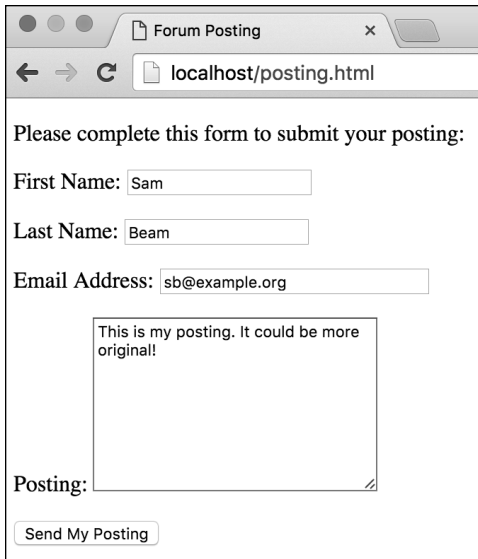 Forum Posting
localhost/posting.html
Please complete this form to submit your posting:
First Name: Sam
Last Name: Beam
Email Address: sb@example.org
This is my posting. It could be more
original!
Posting:
Send My Posting